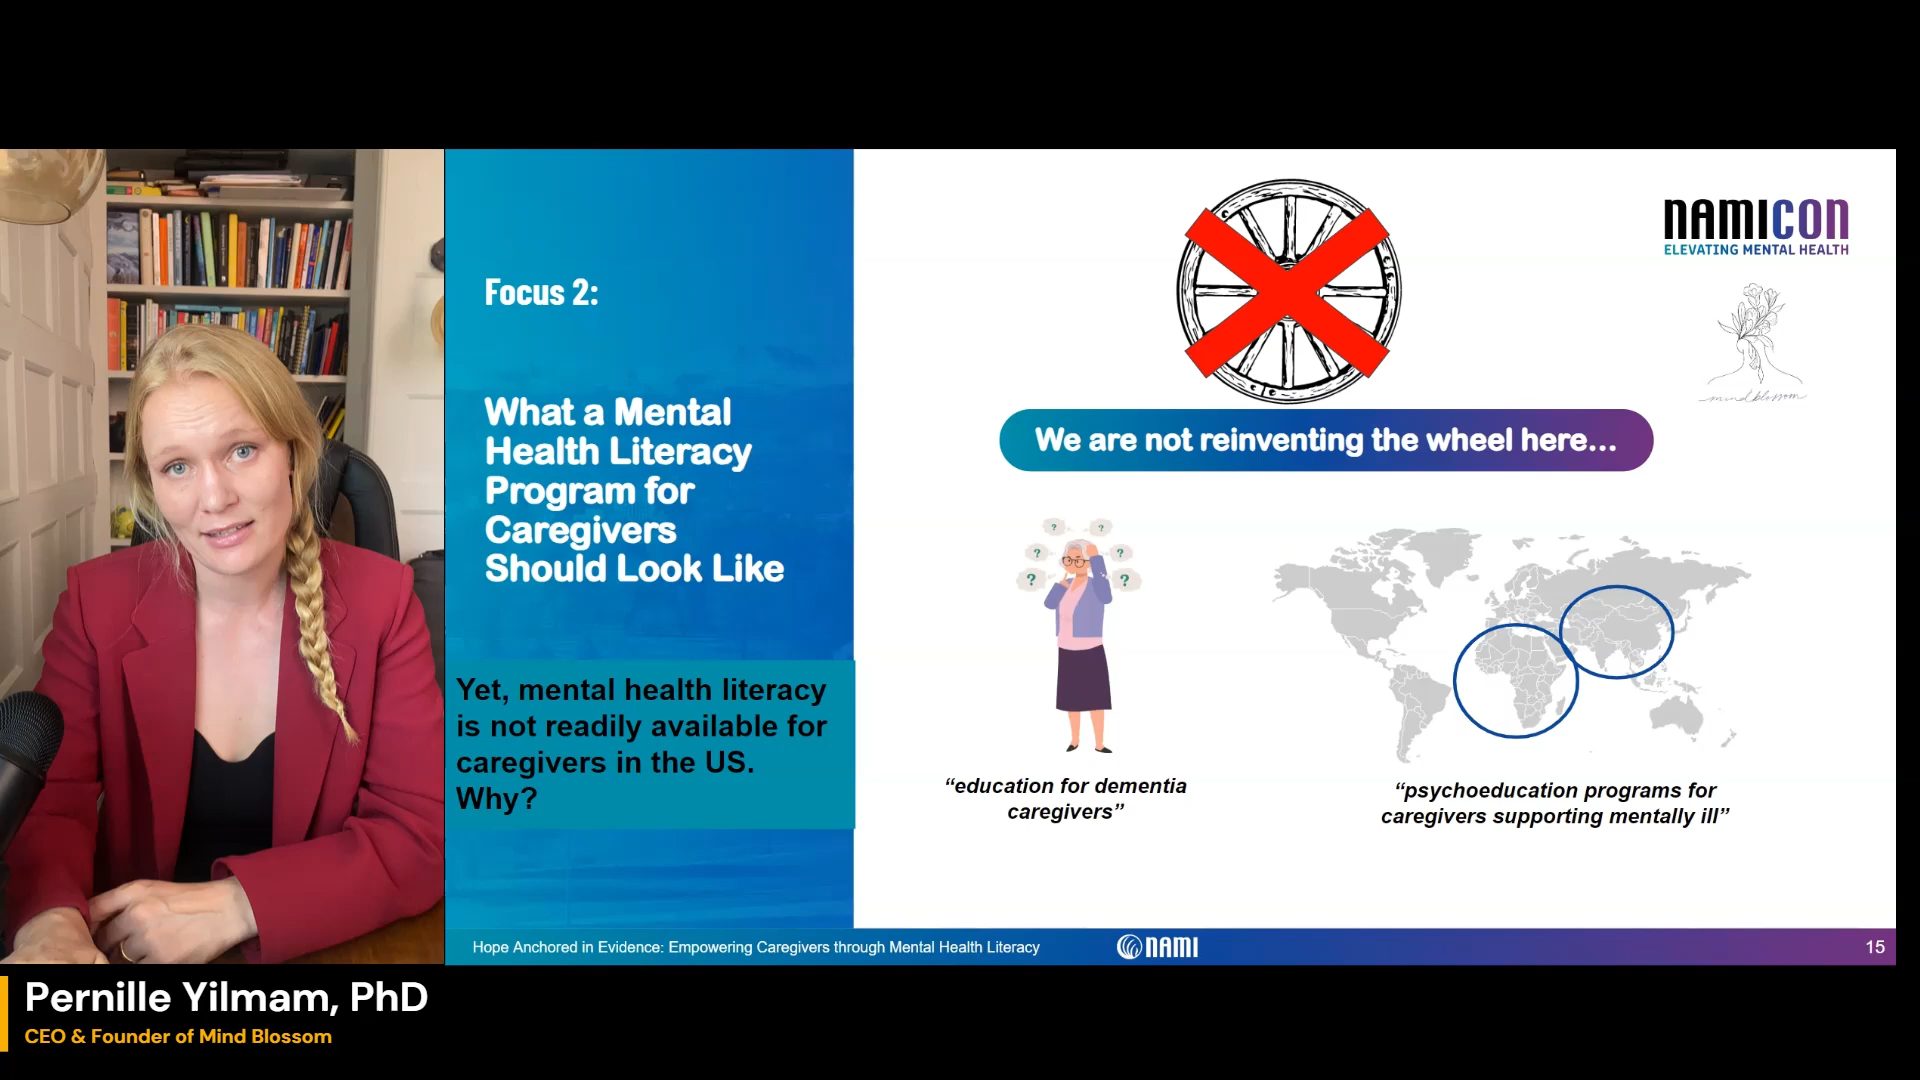 Focus 2:
What a Mental
Health Literacy
Program for
Caregivers
Should Look Like
Yet, mental health literacy
is not readily available for
caregivers in the US.
Why?
NAMICON
ELEVATING MENTAL HEALTH
mindblossom
We are not reinventing the wheel here...
? ?
? ?
? ?
“education for dementia
caregivers”
“psychoeducation programs for
caregivers supporting mentally ill”
Hope Anchored in Evidence: Empowering Caregivers through Mental Health Literacy
NAMI
15
Pernille Yilmam, PhD
CEO & Founder of Mind Blossom